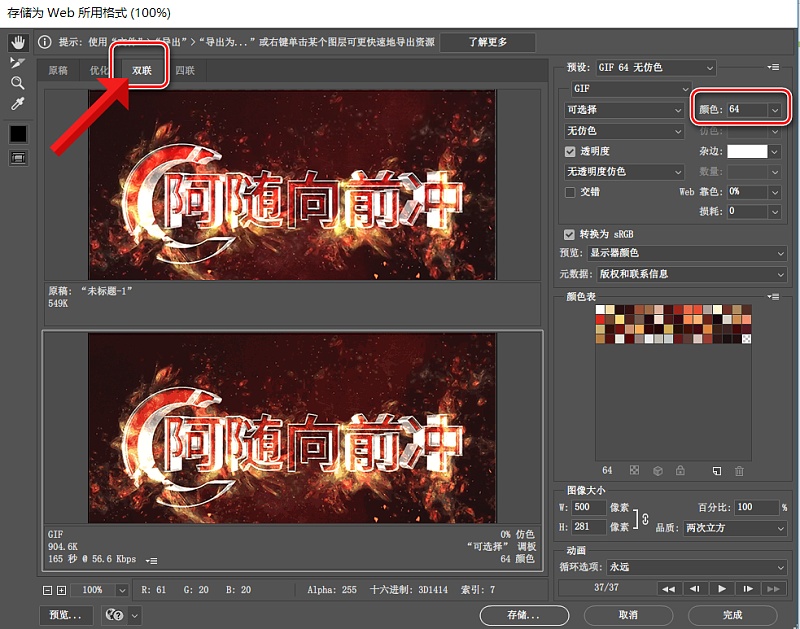 存储为 Web 所用格式 (100%)
提示: 使用 “文件”>“导出”>“导出为...” 或右键单击某个图层可更快速地导出资源
了解更多
原稿 优化 双联 四联
阿随向前冲
原稿: “未标题-1”
549K
阿随向前冲
GIF
904.6K
165 秒 @ 56.6 Kbps
0% 仿色
“可选择” 调板
64 颜色
100% R: 61 G: 20 B: 20 Alpha: 255 十六进制: 3D1414 索引: 7
预览...
存储... 取消 完成
预设: GIF 64 无仿色
GIF
可选择 颜色: 64
无仿色 仿色:
透明度 杂边:
无透明度仿色 数量:
交错 Web 靠色: 0%
损耗: 0
转换为 sRGB
预览: 显示器颜色
元数据: 版权和联系信息
颜色表
64
图像大小
W: 500 像素 百分比: 100 %
H: 281 像素 品质: 两次立方
动画
循环选项: 永远
37/37